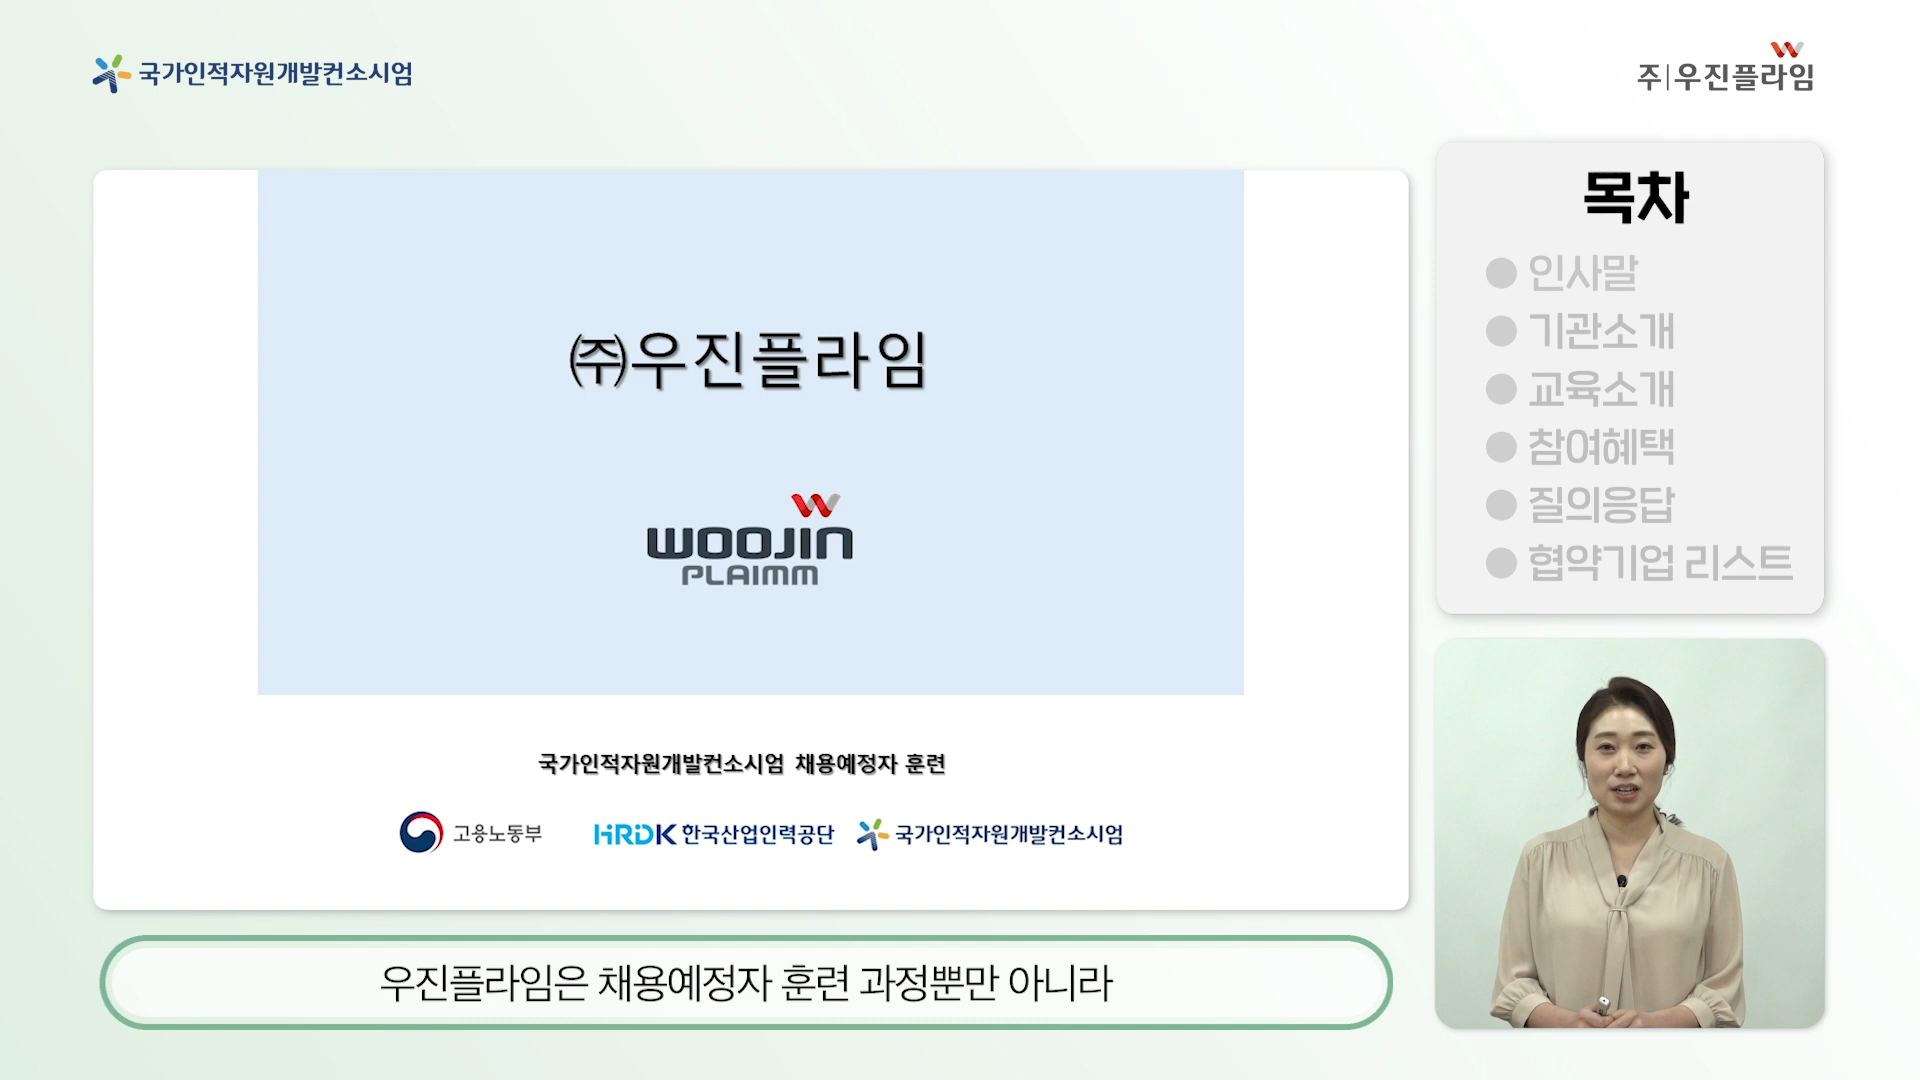 국가인적자원개발컨소시엄
주|우진플라임
㈜우진플라임
WOOJIN
PLAIMM
국가인적자원개발컨소시엄 채용예정자 훈련
고용노동부
HRDK 한국산업인력공단
국가인적자원개발컨소시엄
목차
● 인사말
● 기관소개
● 교육소개
● 참여혜택
● 질의응답
● 협약기업 리스트
우진플라임은 채용예정자 훈련 과정뿐만 아니라